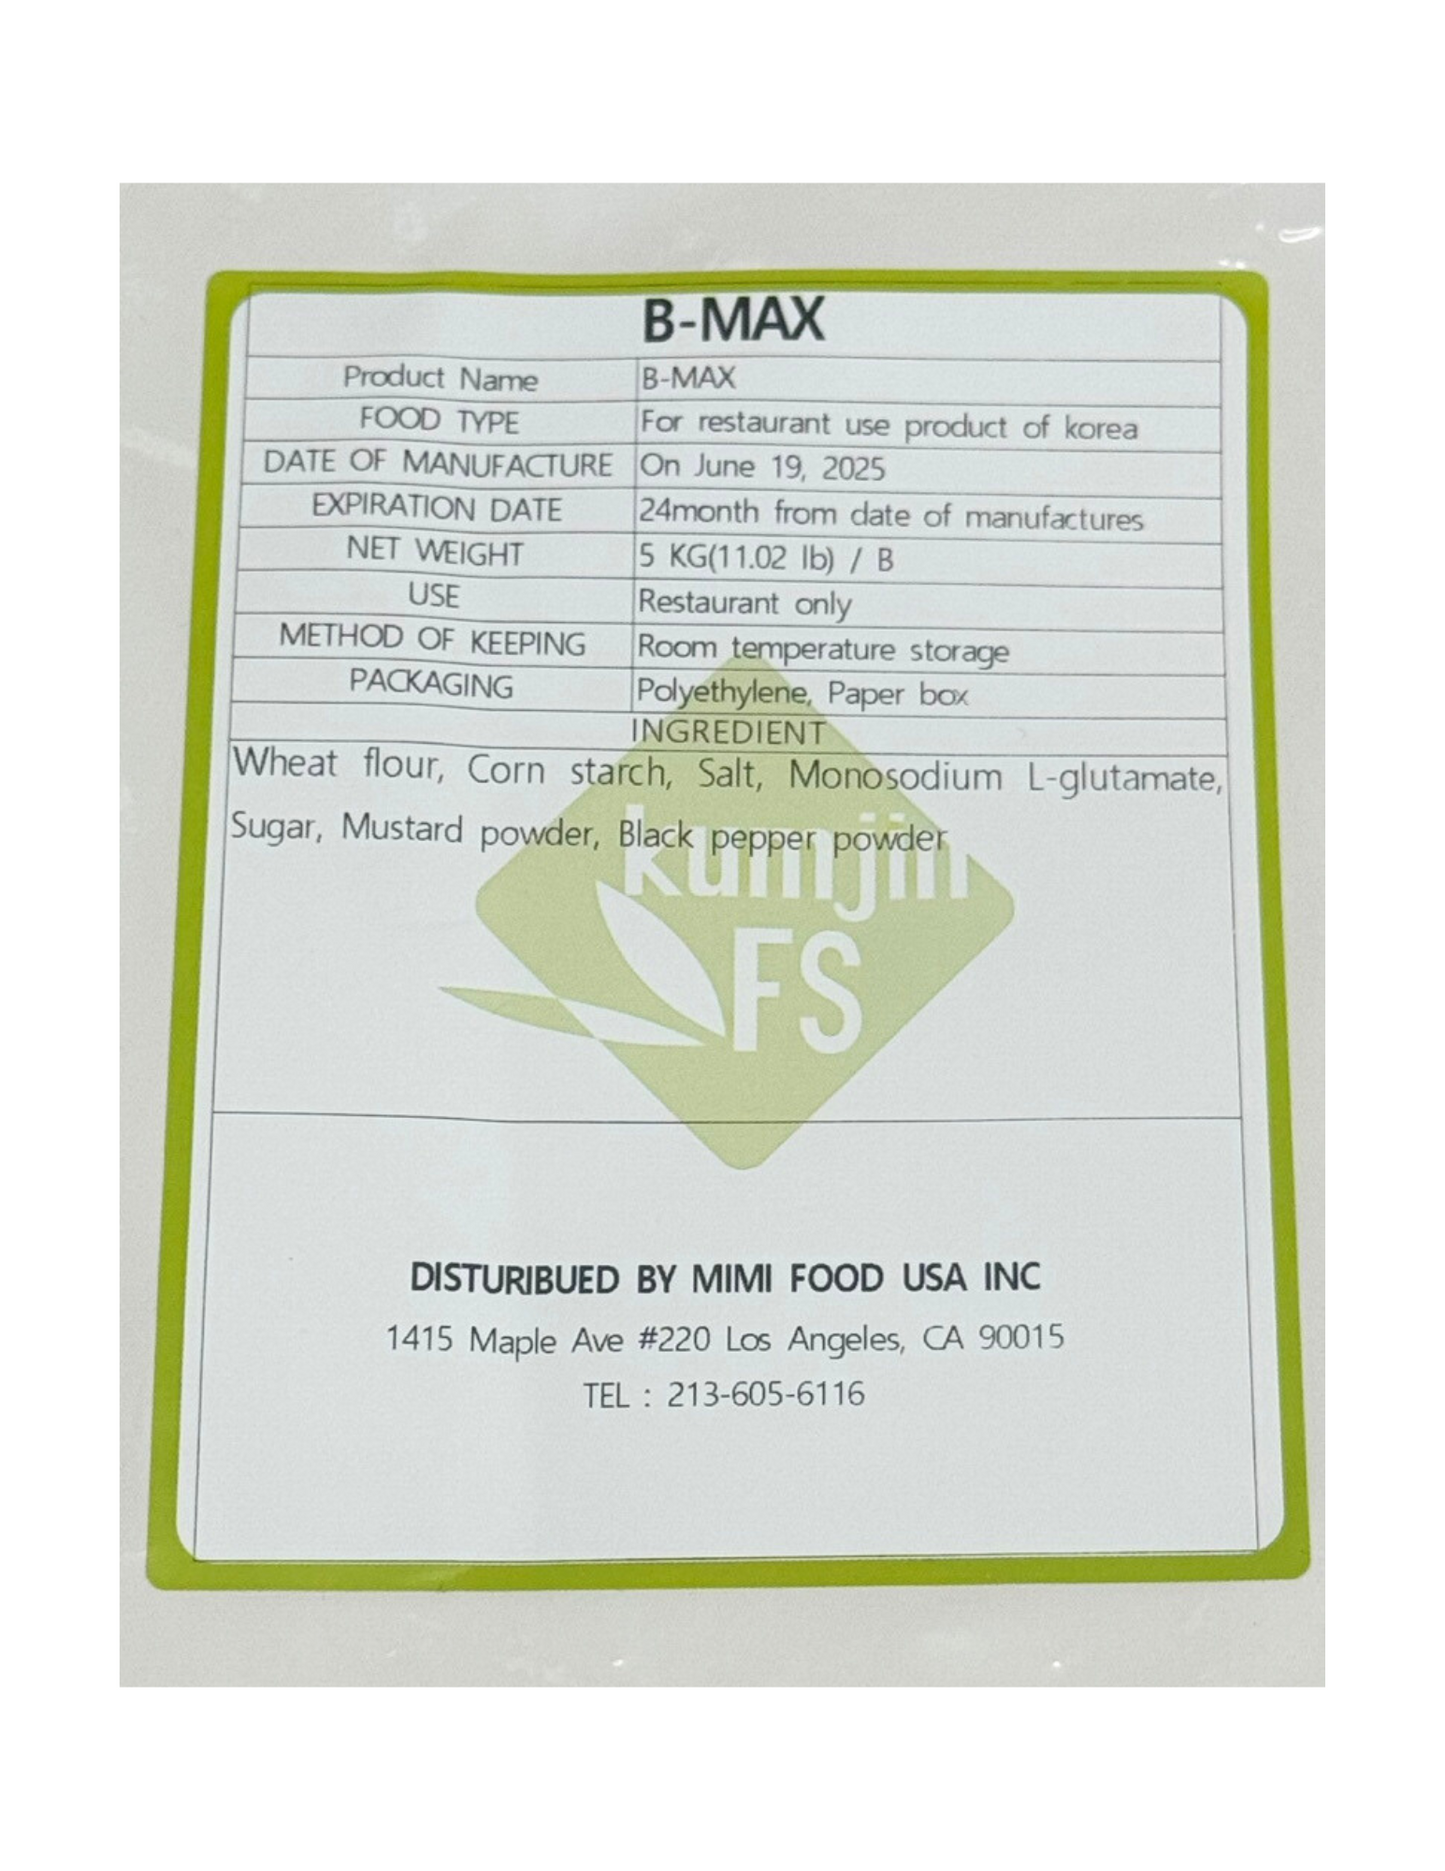 B-MAX
Product Name B-MAX
FOOD TYPE For restaurant use product of korea
DATE OF MANUFACTURE On June 19, 2025
EXPIRATION DATE 24month from date of manufactures
NET WEIGHT 5 KG(11.02 lb) / B
USE Restaurant only
METHOD OF KEEPING Room temperature storage
PACKAGING Polyethylene, Paper box
INGREDIENT
Wheat flour, Corn starch, Salt, Monosodium L-glutamate,
Sugar, Mustard powder, Black pepper powder
kumjin
FS
DISTURIBUED BY MIMI FOOD USA INC
1415 Maple Ave #220 Los Angeles, CA 90015
TEL : 213-605-6116